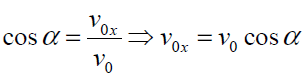 cos α = v₀ₓ / v₀ ⇒ v₀ₓ = v₀ cos α